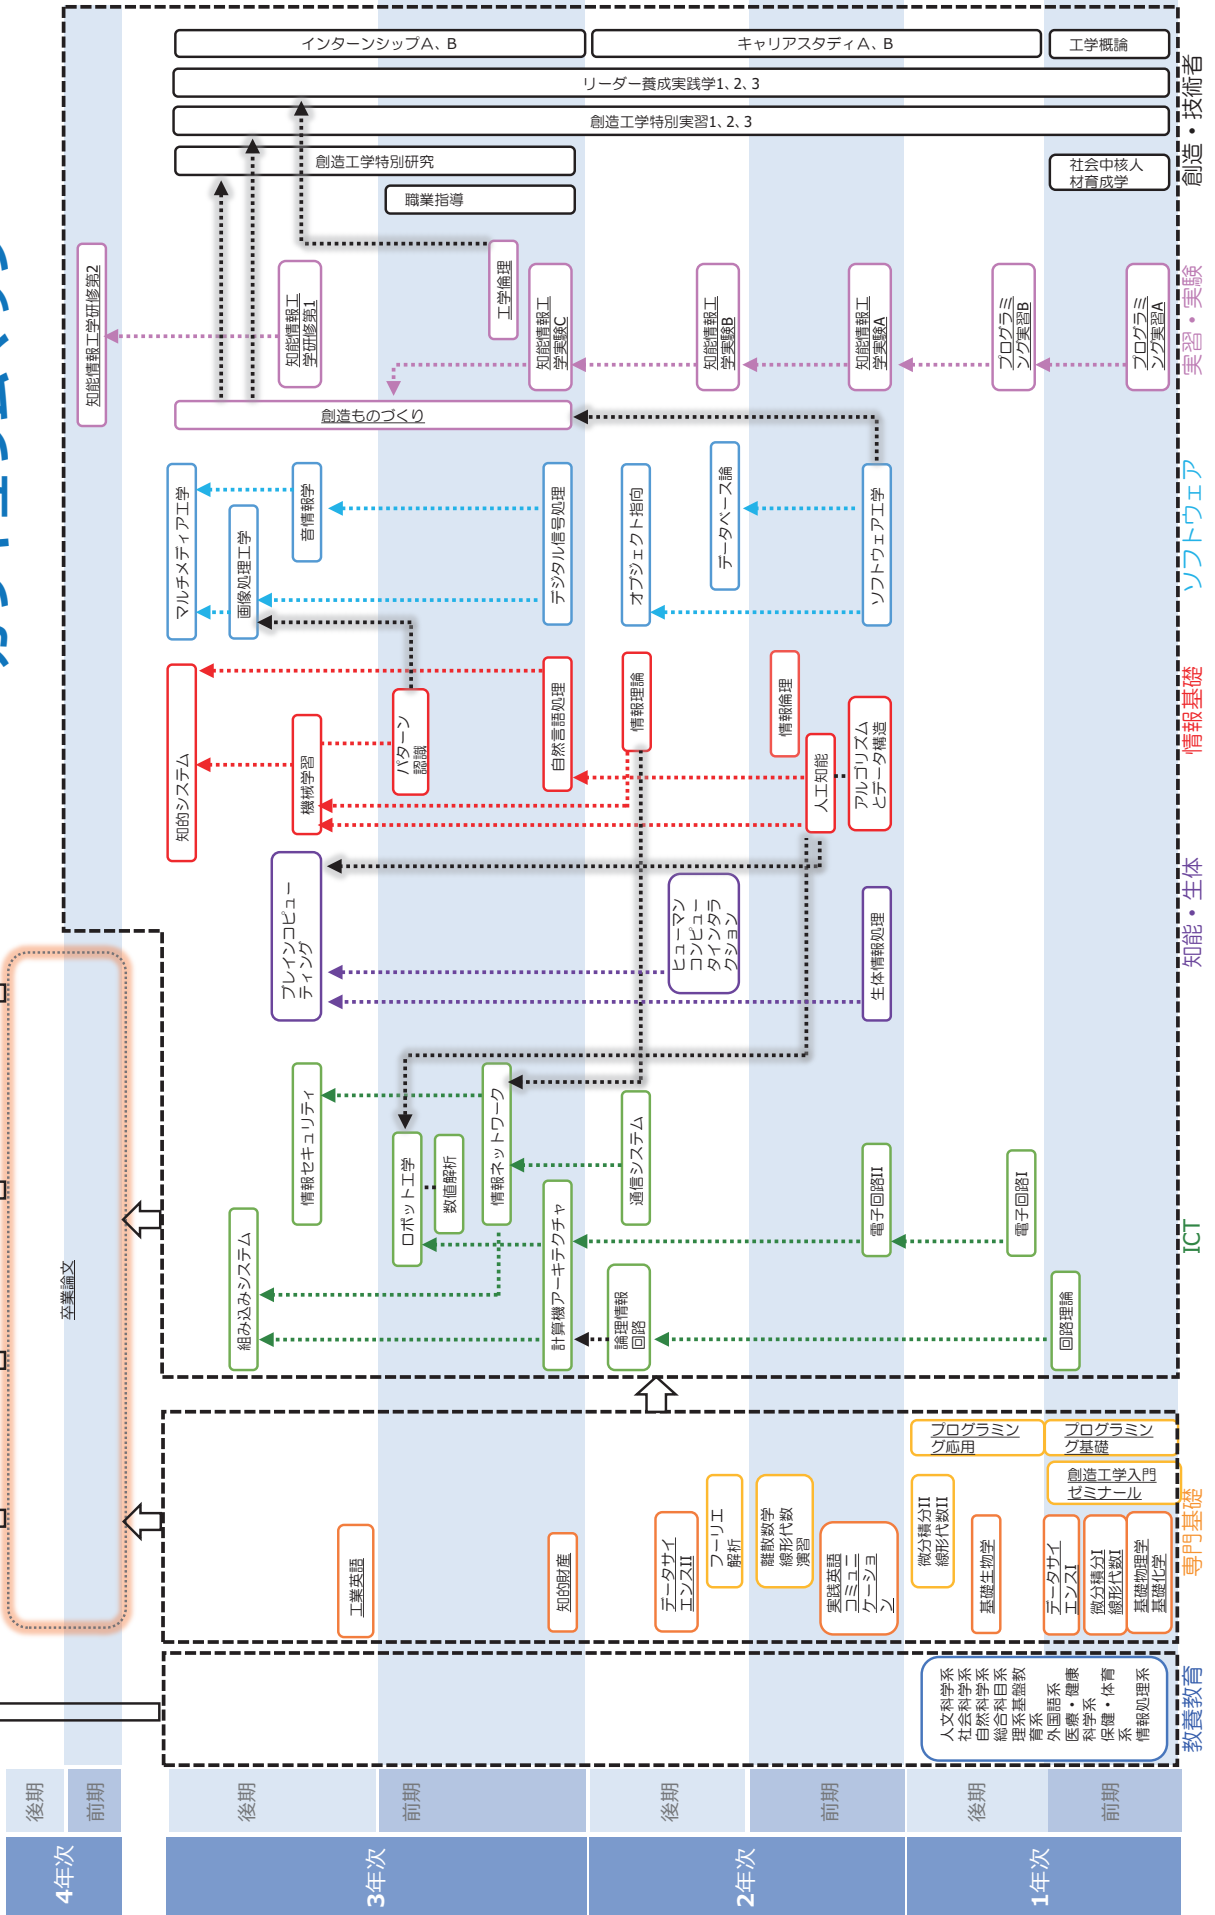 インターンシップA、B
キャリアスタディA、B
工学概論
リーダー養成実践学1、2、3
創造工学特別実習1、2、3
創造工学特別研究
職業指導
社会中核人
材育成学
創造・技術者
知能情報工学研修第2
知能情報工
学研修第1
工学倫理
知能情報工
学実験C
知能情報工
学実験B
知能情報工
学実験A
プログラミ
ング実習B
プログラミ
ング実習A
実習・実験
創造ものづくり
マルチメディア工学
画像処理工学
音情報学
デジタル信号処理
オブジェクト指向
データベース論
ソフトウェア工学
ソフトウェア
知的システム
機械学習
パターン
認識
自然言語処理
情報理論
情報倫理
人工知能
アルゴリズム
とデータ構造
情報基礎
ブレインコンピュー
ティング
ヒューマン
コンピュー
タインタラ
クション
生体情報処理
知能・生体
組み込みシステム
情報セキュリティ
ロボット工学
数値解析
情報ネットワーク
計算機アーキテクチャ
通信システム
論理情報
回路
電子回路II
電子回路I
回路理論
ICT
卒業論文
工業英語
知的財産
データサイ
エンスII
フーリエ
解析
離散数学
線形代数
演習
実践英語
コミュニ
ケーショ
ン
プログラミン
グ応用
プログラミン
グ基礎
創造工学入門
ゼミナール
微分積分II
線形代数II
基礎生物学
データサイ
エンスI
微分積分I
線形代数I
基礎物理学
基礎化学
専門基礎
人文科学系
社会科学系
自然科学系
総合科目系
理系基盤教
育系
外国語系
医療・健康
科学系
保健・体育
系
情報処理系
教養教育
後期
前期
後期
前期
後期
前期
後期
前期
4年次
3年次
2年次
1年次